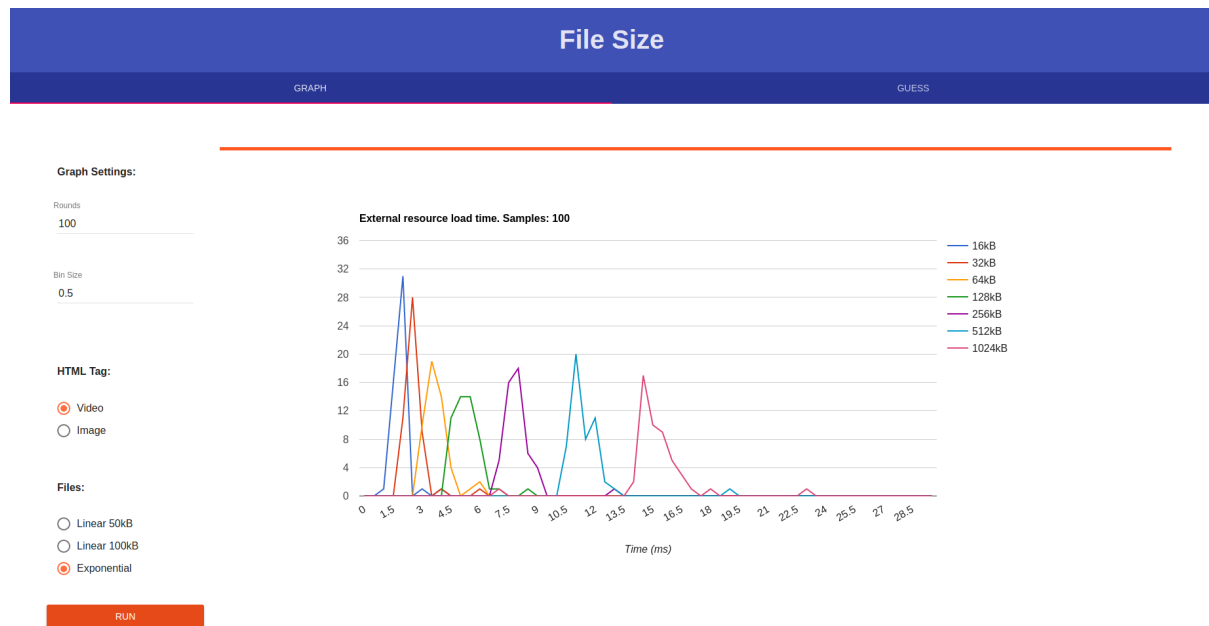 File Size
GRAPH
GUESS
Graph Settings:
Rounds
100
Bin Size
0.5
HTML Tag:
Video
Image
Files:
Linear 50kB
Linear 100kB
Exponential
RUN
External resource load time. Samples: 100
36
32
28
24
20
16
12
8
4
0
0 1.5 3 4.5 6 7.5 9 10.5 12 13.5 15 16.5 18 19.5 21 22.5 24 25.5 27 28.5
Time (ms)
16kB
32kB
64kB
128kB
256kB
512kB
1024kB